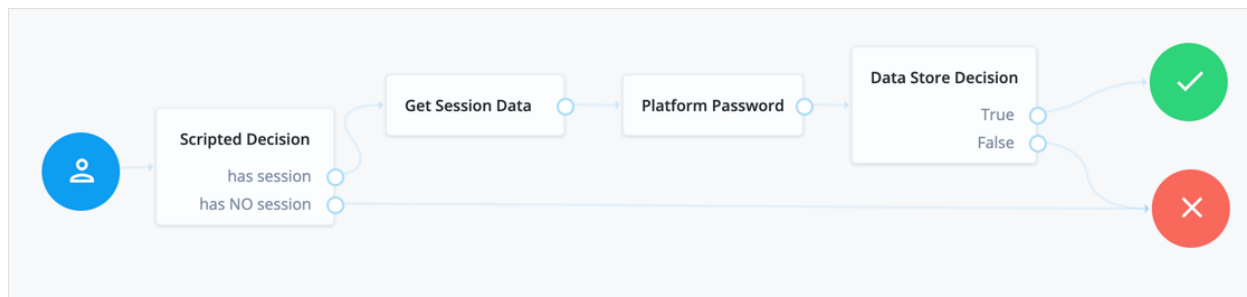 Scripted Decision
has session
has NO session
Get Session Data
Platform Password
Data Store Decision
True
False